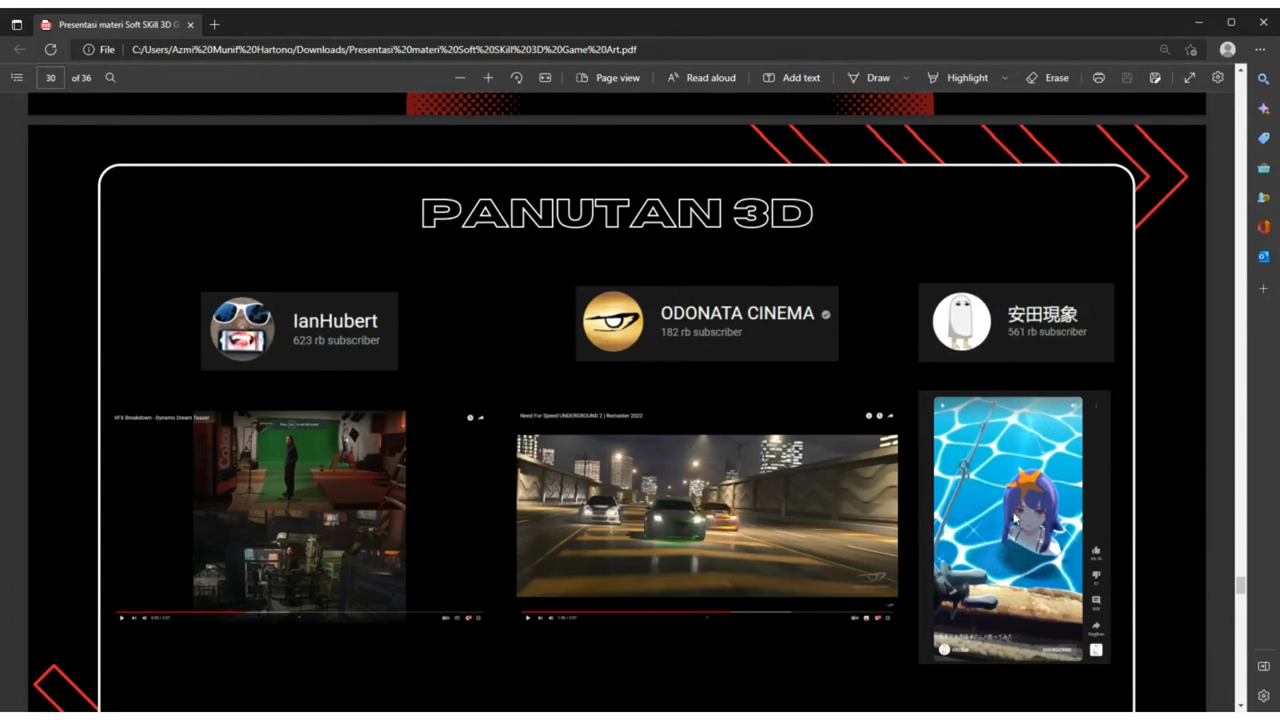 Presentasi materi Soft SKill 3D G
File
C:/Users/Azmi%20Munif%20Hartono/Downloads/Presentasi%20materi%20Soft%20SKill%203D%20Game%20Art.pdf
30 of 36
Page view
Read aloud
Add text
Draw
Highlight
Erase
PANUTAN 3D
IanHubert
623 rb subscriber
ODONATA CINEMA
182 rb subscriber
安田現象
561 rb subscriber
VFX Breakdown - Dynamo Dream Teaser
Need For Speed UNDERGROUND 2 | Remaster 2022